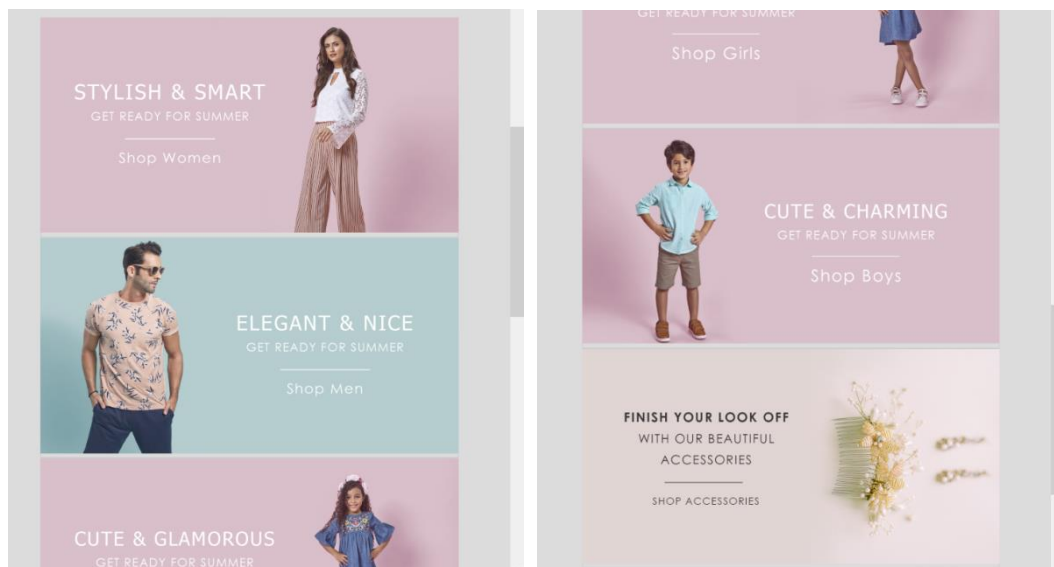 STYLISH & SMART
GET READY FOR SUMMER
Shop Women
ELEGANT & NICE
GET READY FOR SUMMER
Shop Men
CUTE & GLAMOROUS
GET READY FOR SUMMER
GET READY FOR SUMMER
Shop Girls
CUTE & CHARMING
GET READY FOR SUMMER
Shop Boys
FINISH YOUR LOOK OFF
WITH OUR BEAUTIFUL
ACCESSORIES
SHOP ACCESSORIES